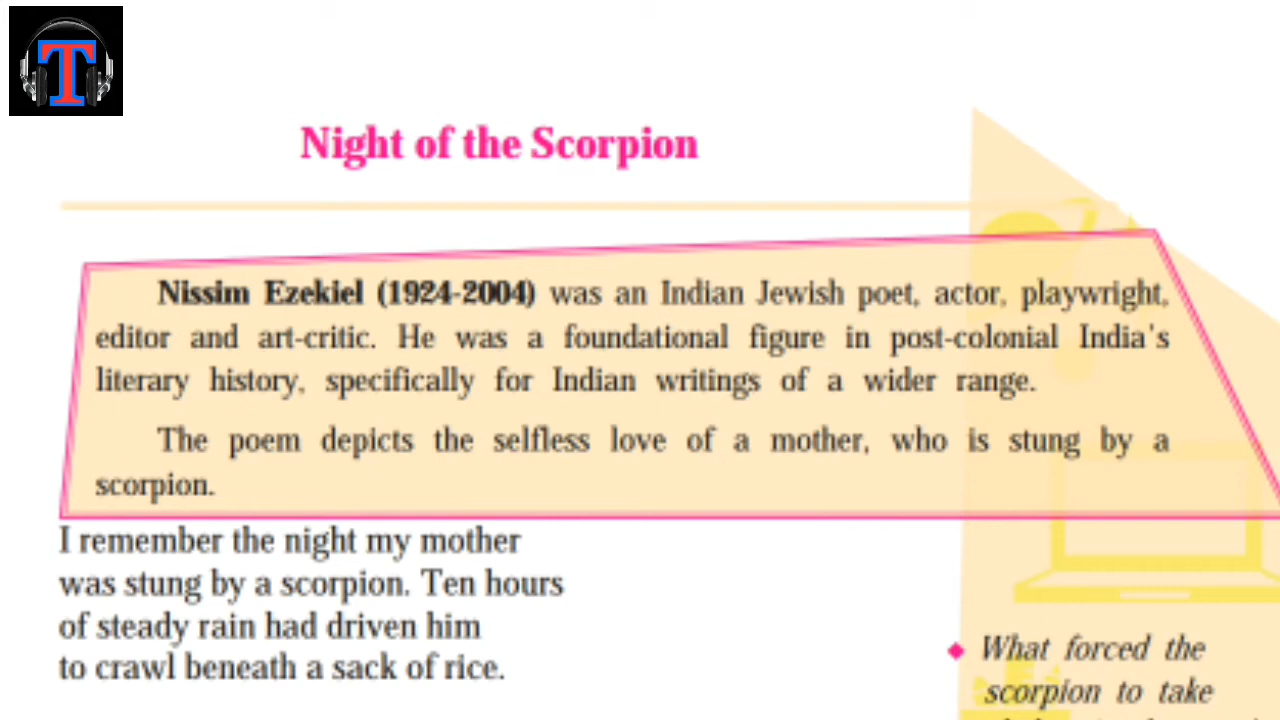 T
Night of the Scorpion
Nissim Ezekiel (1924-2004) was an Indian Jewish poet, actor, playwright,
editor and art-critic. He was a foundational figure in post-colonial India's
literary history, specifically for Indian writings of a wider range.
The poem depicts the selfless love of a mother, who is stung by a
scorpion.
I remember the night my mother
was stung by a scorpion. Ten hours
of steady rain had driven him
to crawl beneath a sack of rice.
◆ What forced the
scorpion to take